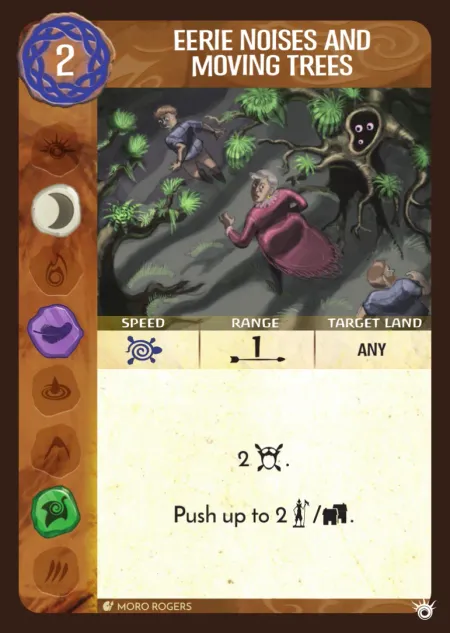 2
EERIE NOISES AND
MOVING TREES
SPEED RANGE TARGET LAND
1 ANY
2 .
Push up to 2 / .
MORO ROGERS